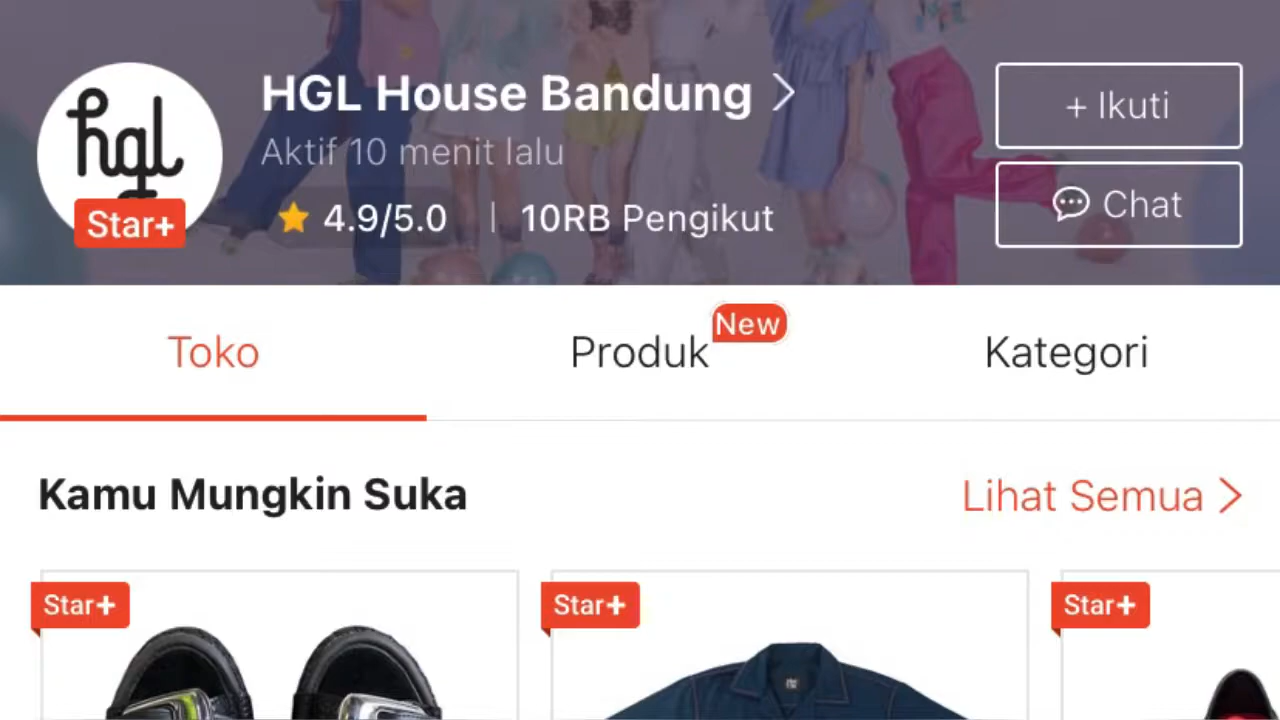 HGL House Bandung
Aktif 10 menit lalu
4.9/5.0 | 10RB Pengikut
hgl
Star+
+ Ikuti
Chat
Toko
Produk
New
Kategori
Kamu Mungkin Suka
Lihat Semua
Star+
Star+
Star+